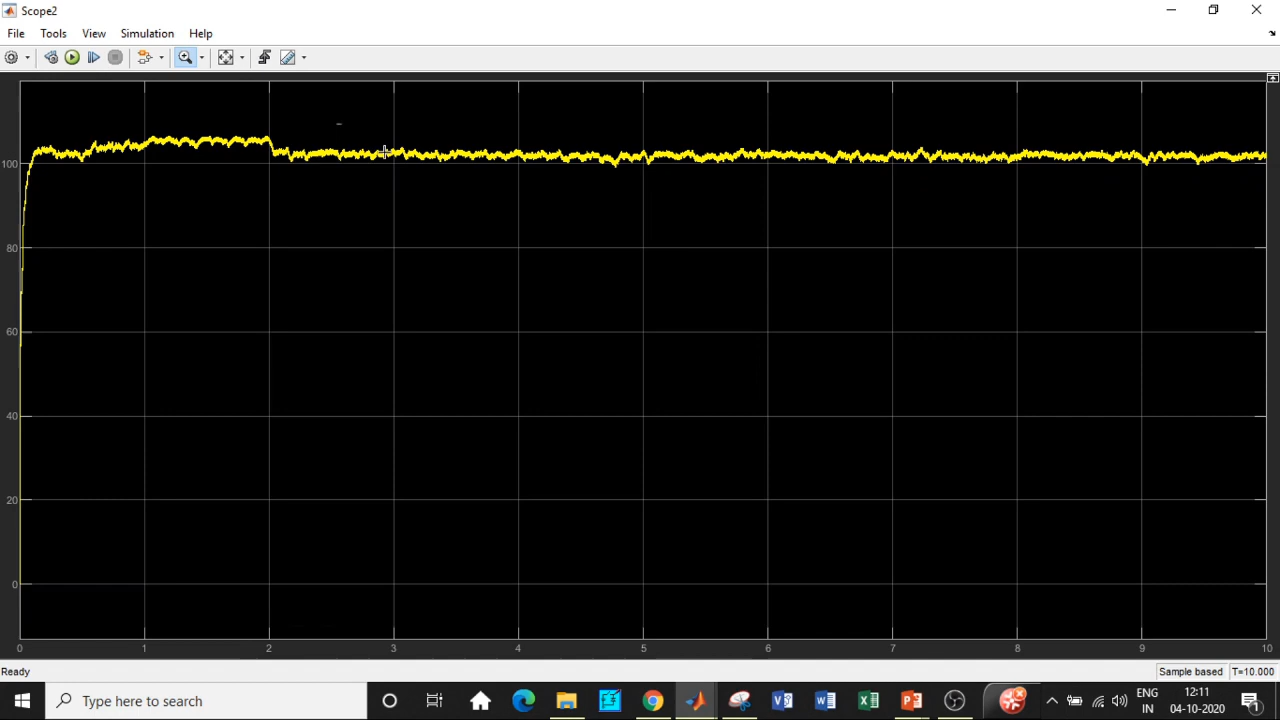 Scope2
File Tools View Simulation Help
100
80
60
40
20
0
0 1 2 3 4 5 6 7 8 9 10
Ready
Sample based T=10.000
Type here to search
ENG
IN
12:11
04-10-2020
1